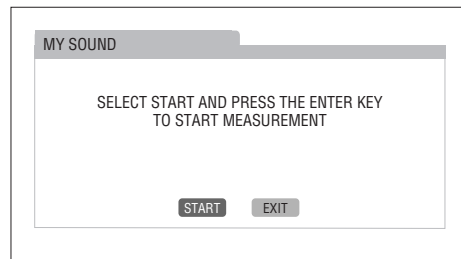 MY SOUND
SELECT START AND PRESS THE ENTER KEY
TO START MEASUREMENT
START EXIT